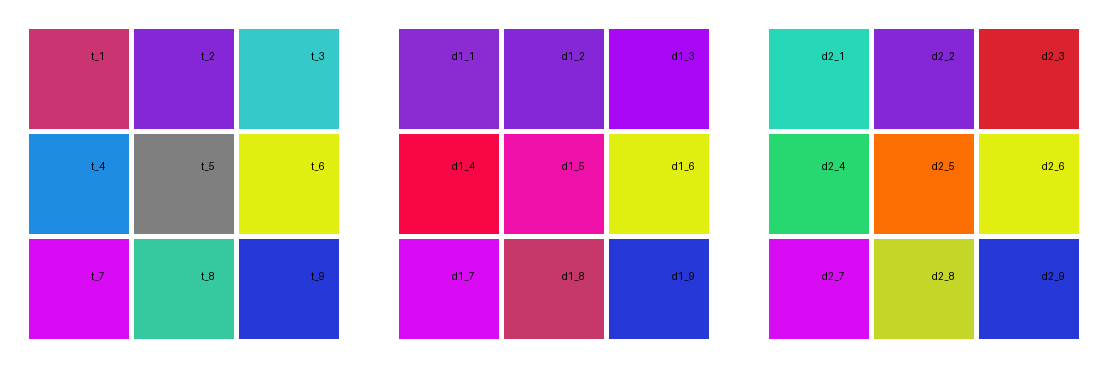 t_1 t_2 t_3 d1_1 d1_2 d1_3 d2_1 d2_2 d2_3
t_4 t_5 t_6 d1_4 d1_5 d1_6 d2_4 d2_5 d2_6
t_7 t_8 t_9 d1_7 d1_8 d1_9 d2_7 d2_8 d2_9